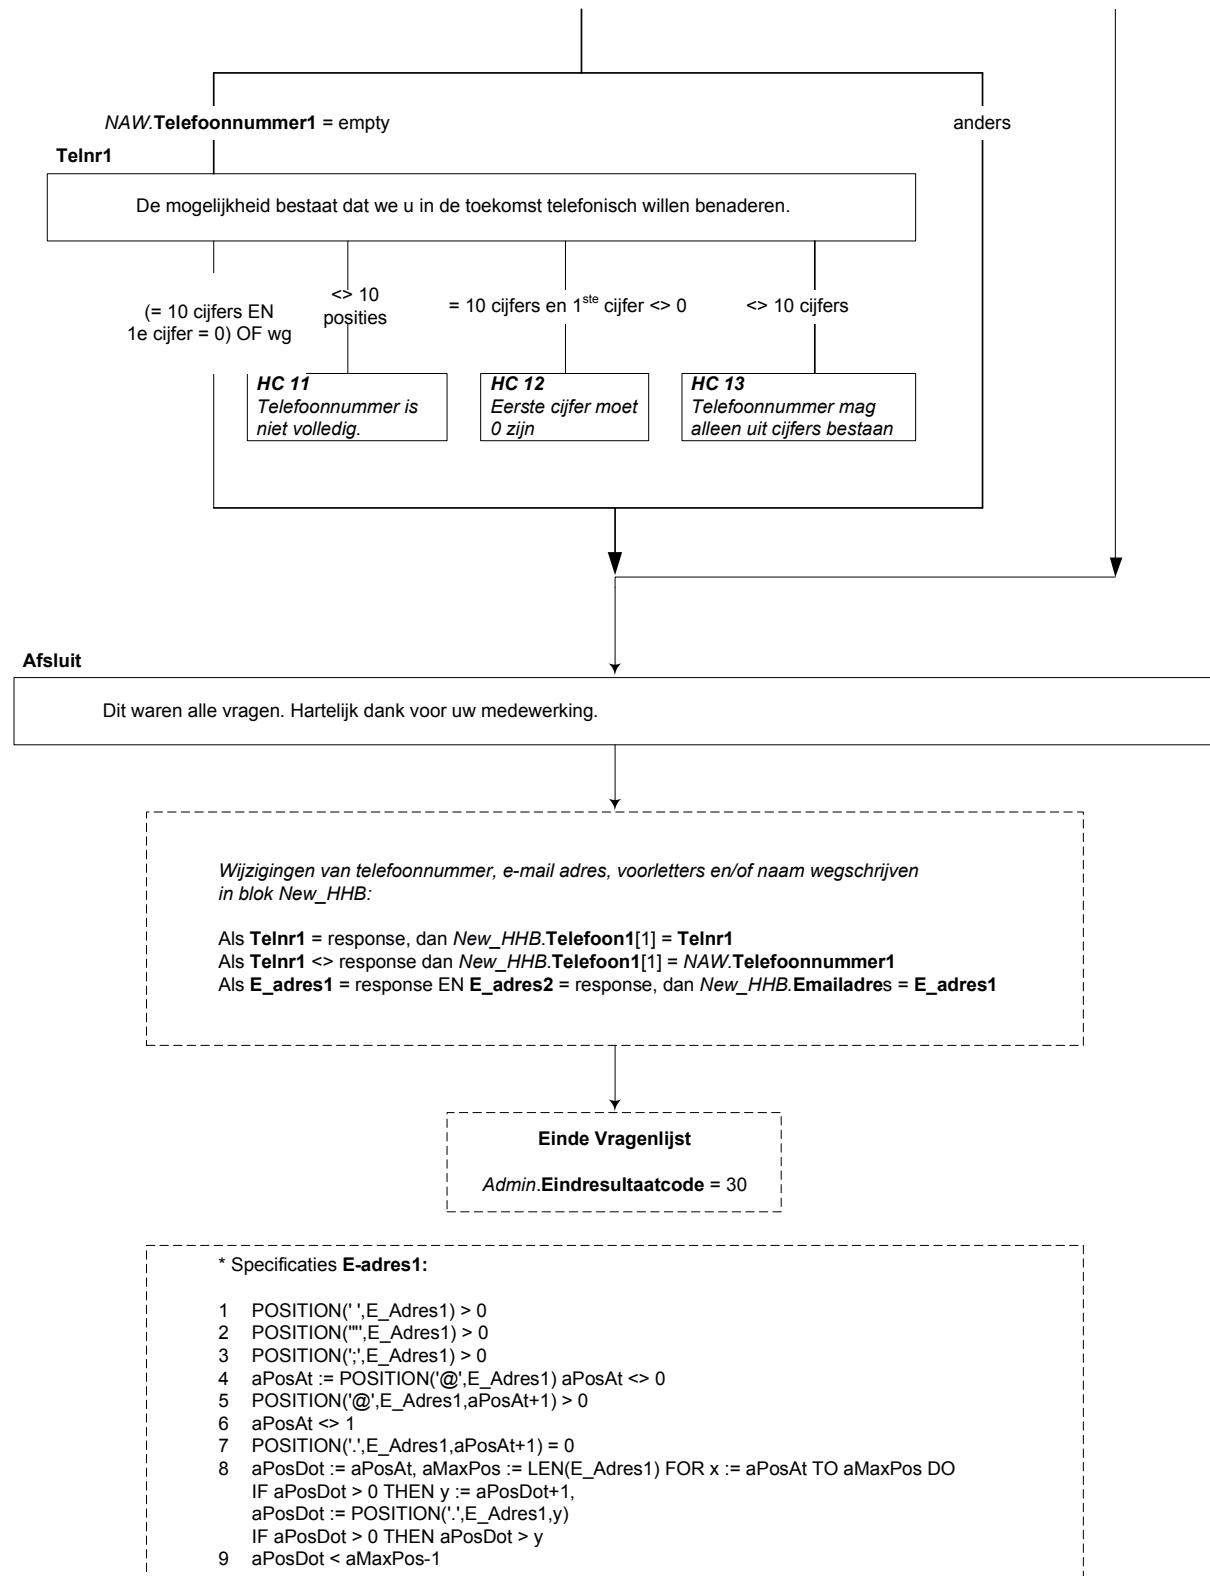 NAW.Telefoonnummer1 = empty
anders
Telnr1
De mogelijkheid bestaat dat we u in de toekomst telefonisch willen benaderen.
(= 10 cijfers EN
1e cijfer = 0) OF wg
<> 10
posities
= 10 cijfers en 1ste cijfer <> 0
<> 10 cijfers
HC 11
Telefoonnummer is
niet volledig.
HC 12
Eerste cijfer moet
0 zijn
HC 13
Telefoonnummer mag
alleen uit cijfers bestaan
Afsluit
Dit waren alle vragen. Hartelijk dank voor uw medewerking.
Wijzigingen van telefoonnummer, e-mail adres, voorletters en/of naam wegschrijven
in blok New_HHB:
Als Telnr1 = response, dan New_HHB.Telefoon1[1] = Telnr1
Als Telnr1 <> response dan New_HHB.Telefoon1[1] = NAW.Telefoonnummer1
Als E_adres1 = response EN E_adres2 = response, dan New_HHB.Emailadres = E_adres1
Einde Vragenlijst
Admin.Eindresultaatcode = 30
* Specificaties E-adres1:
1 POSITION(' ',E_Adres1) > 0
2 POSITION('"',E_Adres1) > 0
3 POSITION(';',E_Adres1) > 0
4 aPosAt := POSITION('@',E_Adres1) aPosAt <> 0
5 POSITION('@',E_Adres1,aPosAt+1) > 0
6 aPosAt <> 1
7 POSITION('.',E_Adres1,aPosAt+1) = 0
8 aPosDot := aPosAt, aMaxPos := LEN(E_Adres1) FOR x := aPosAt TO aMaxPos DO
IF aPosDot > 0 THEN y := aPosDot+1,
aPosDot := POSITION('.',E_Adres1,y)
IF aPosDot > 0 THEN aPosDot > y
9 aPosDot < aMaxPos-1